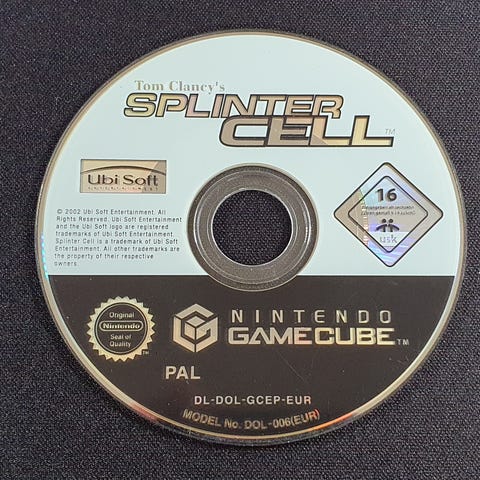 Tom Clancy's
SPLINTER
CELL™
Ubi Soft
© 2002 Ubi Soft Entertainment. All
Rights Reserved. Ubi Soft Entertainment
and the Ubi Soft logo are registered
trademarks of Ubi Soft Entertainment.
Splinter Cell is a trademark of Ubi Soft
Entertainment. All other trademarks are
the property of their respective
owners.
16
usk
Original
Nintendo
Seal of
Quality
TM
NINTENDO
GAMECUBE™
PAL
DL-DOL-GCEP-EUR
MODEL No. DOL-006(EUR)